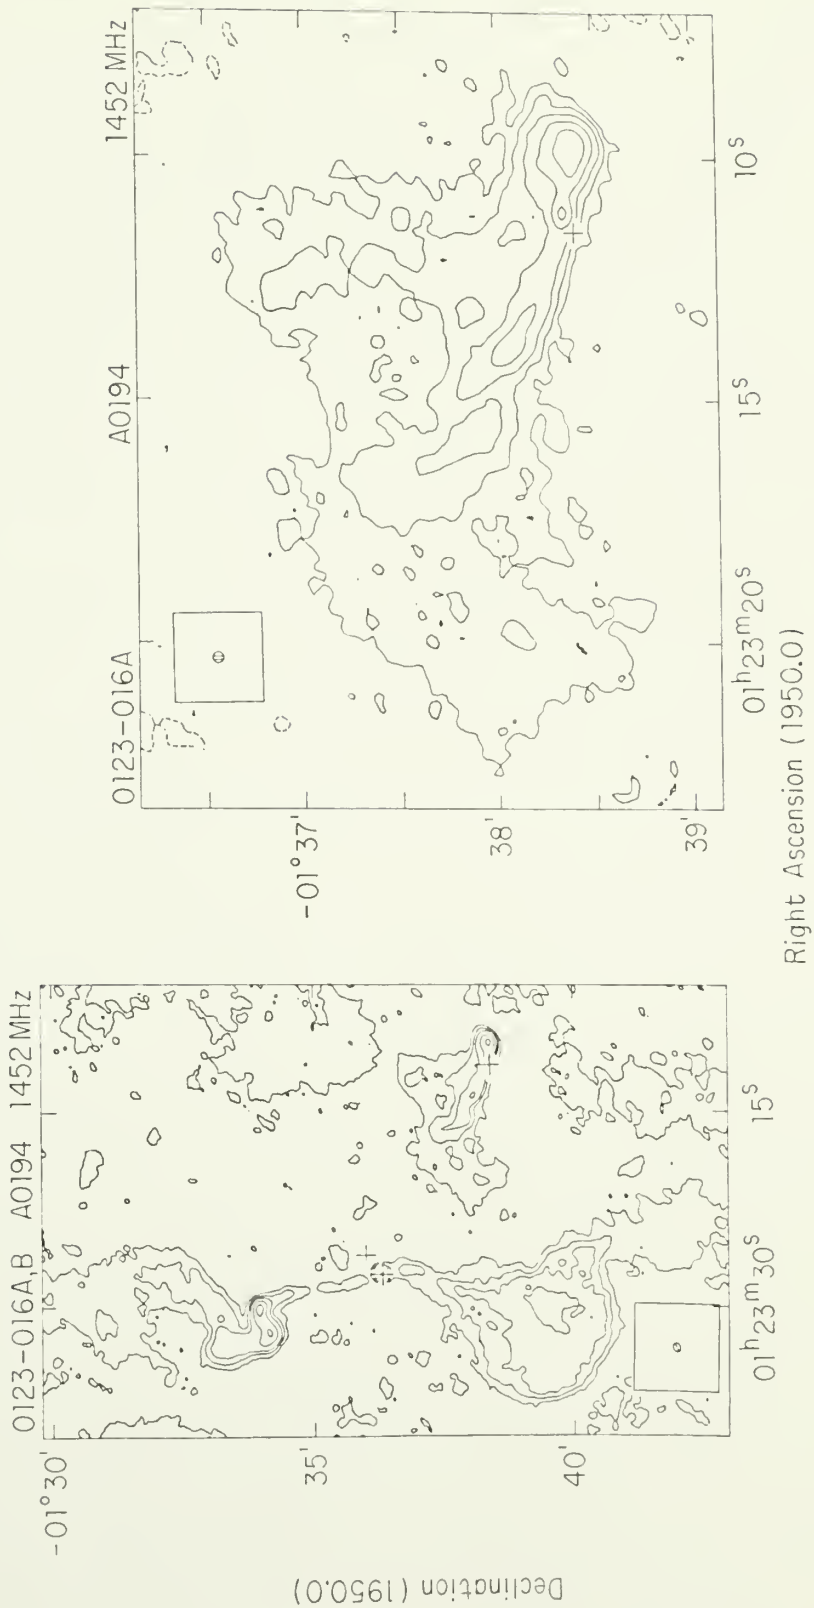 0123-016A,B A0194 1452 MHz
-01°30'
35'
40'
01ʰ23ᵐ30ˢ
15ˢ
0123-016A
A0194
1452 MHz
-01°37'
38'
39'
01ʰ23ᵐ20ˢ
15ˢ
10ˢ
Declination (1950.0)
Right Ascension (1950.0)